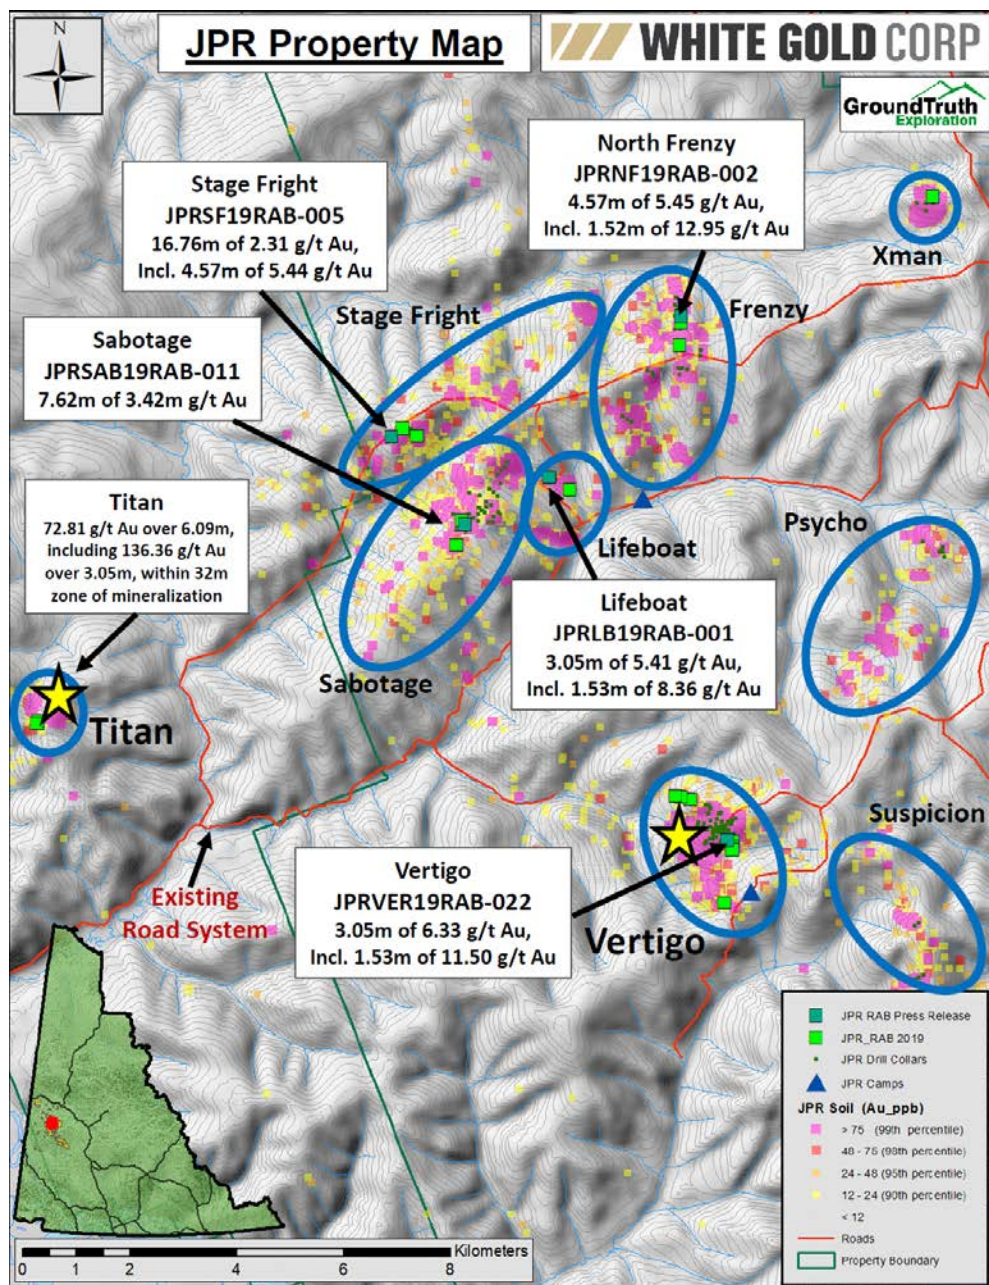 N
JPR Property Map
WHITE GOLD CORP
GroundTruth
Exploration
North Frenzy
JPRNF19RAB-002
4.57m of 5.45 g/t Au,
Incl. 1.52m of 12.95 g/t Au
Stage Fright
JPRSF19RAB-005
16.76m of 2.31 g/t Au,
Incl. 4.57m of 5.44 g/t Au
Xman
Stage Fright
Frenzy
Sabotage
JPRSAB19RAB-011
7.62m of 3.42m g/t Au
Titan
72.81 g/t Au over 6.09m,
including 136.36 g/t Au
over 3.05m, within 32m
zone of mineralization
Psycho
Lifeboat
Lifeboat
JPRLB19RAB-001
3.05m of 5.41 g/t Au,
Incl. 1.53m of 8.36 g/t Au
Sabotage
Titan
Suspicion
Vertigo
JPRVER19RAB-022
3.05m of 6.33 g/t Au,
Incl. 1.53m of 11.50 g/t Au
Existing
Road System
Vertigo
JPR RAB Press Release
JPR_RAB 2019
JPR Drill Collars
JPR Camps
JPR Soil (Au_ppb)
> 75 (99th percentile)
48 - 75 (98th percentile)
24 - 48 (95th percentile)
12 - 24 (90th percentile)
< 12
Roads
Property Boundary
Kilometers
0 1 2 4 6 8